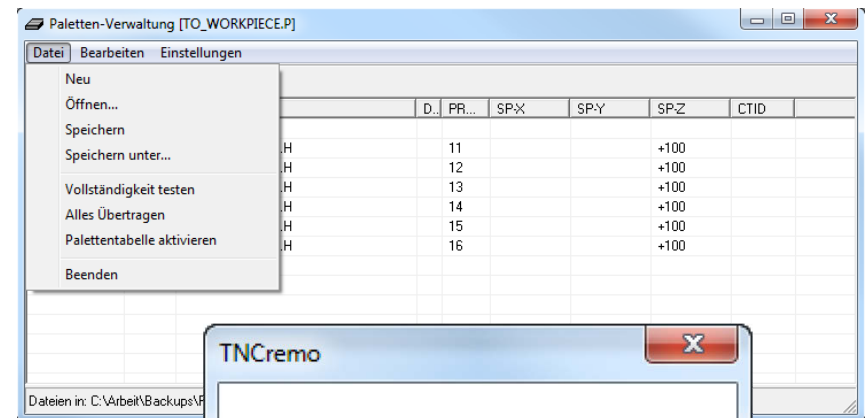 Paletten-Verwaltung [TO_WORKPIECE.P]
Datei Bearbeiten Einstellungen
Neu
Öffnen...
Speichern
Speichern unter...
Vollständigkeit testen
Alles Übertragen
Palettentabelle aktivieren
Beenden
D.. PR... SP-X SP-Y SP-Z CTID
.H 11 +100
.H 12 +100
.H 13 +100
.H 14 +100
.H 15 +100
.H 16 +100
TNCremo
Dateien in: C:\Arbeit\Backups\